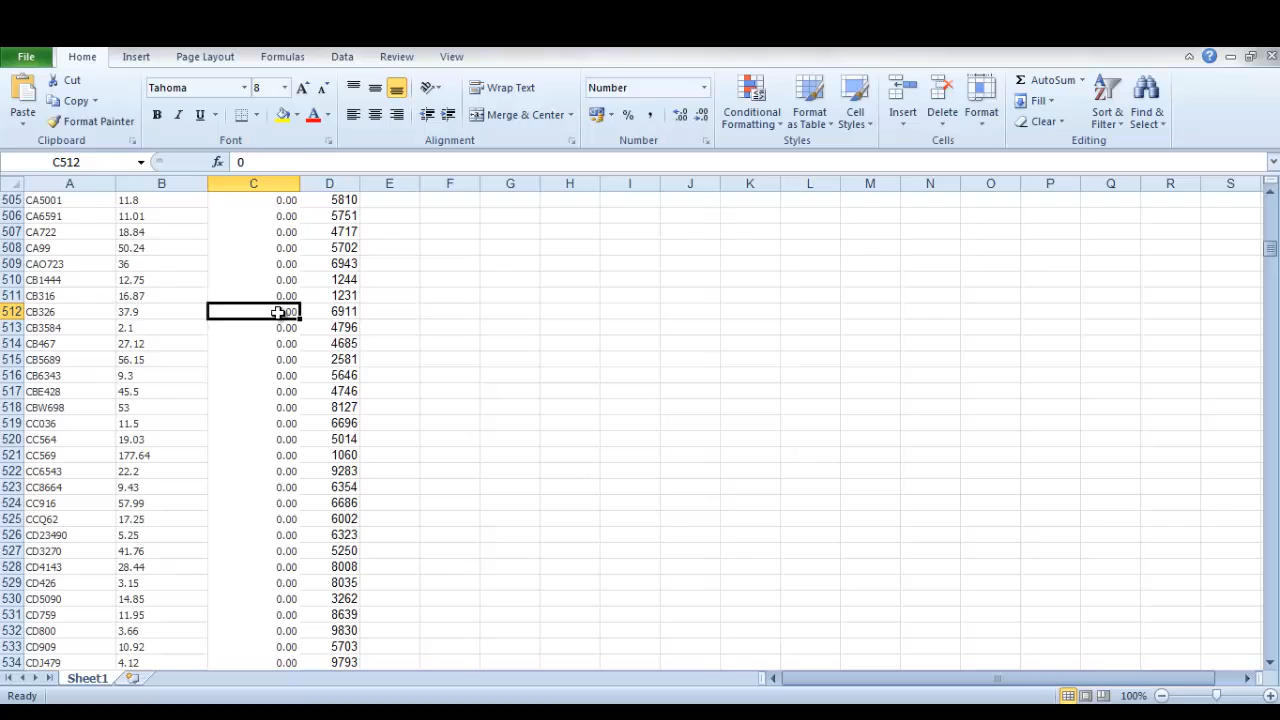 File Home Insert Page Layout Formulas Data Review View
Cut
Copy
Format Painter
Paste
Clipboard
Tahoma 8
B I U A
Font
Wrap Text
Merge & Center
Alignment
Number
%
Number
Conditional Formatting
Format as Table
Cell Styles
Styles
Insert Delete Format
Cells
Σ AutoSum
Fill
Clear
Sort & Filter
Find & Select
Editing
C512 fx 0
A B C D E F G H I J K L M N O P Q R S
505 CA5001 11.8 0.00 5810
506 CA6591 11.01 0.00 5751
507 CA722 18.84 0.00 4717
508 CA99 50.24 0.00 5702
509 CAO723 36 0.00 6943
510 CB1444 12.75 0.00 1244
511 CB316 16.87 0.00 1231
512 CB326 37.9 6911
513 CB3584 2.1 0.00 4796
514 CB467 27.12 0.00 4685
515 CB5689 56.15 0.00 2581
516 CB6343 9.3 0.00 5646
517 CBE428 45.5 0.00 4746
518 CBW698 53 0.00 8127
519 CC036 11.5 0.00 6696
520 CC564 19.03 0.00 5014
521 CC569 177.64 0.00 1060
522 CC6543 22.2 0.00 9283
523 CC8664 9.43 0.00 6354
524 CC916 57.99 0.00 6686
525 CCQ62 17.25 0.00 6002
526 CD23490 5.25 0.00 6323
527 CD3270 41.76 0.00 5250
528 CD4143 28.44 0.00 8008
529 CD426 3.15 0.00 8035
530 CD5090 14.85 0.00 3262
531 CD759 11.95 0.00 8639
532 CD800 3.66 0.00 9830
533 CD909 10.92 0.00 5703
534 CDJ479 4.12 0.00 9793
Sheet1
Ready 100%